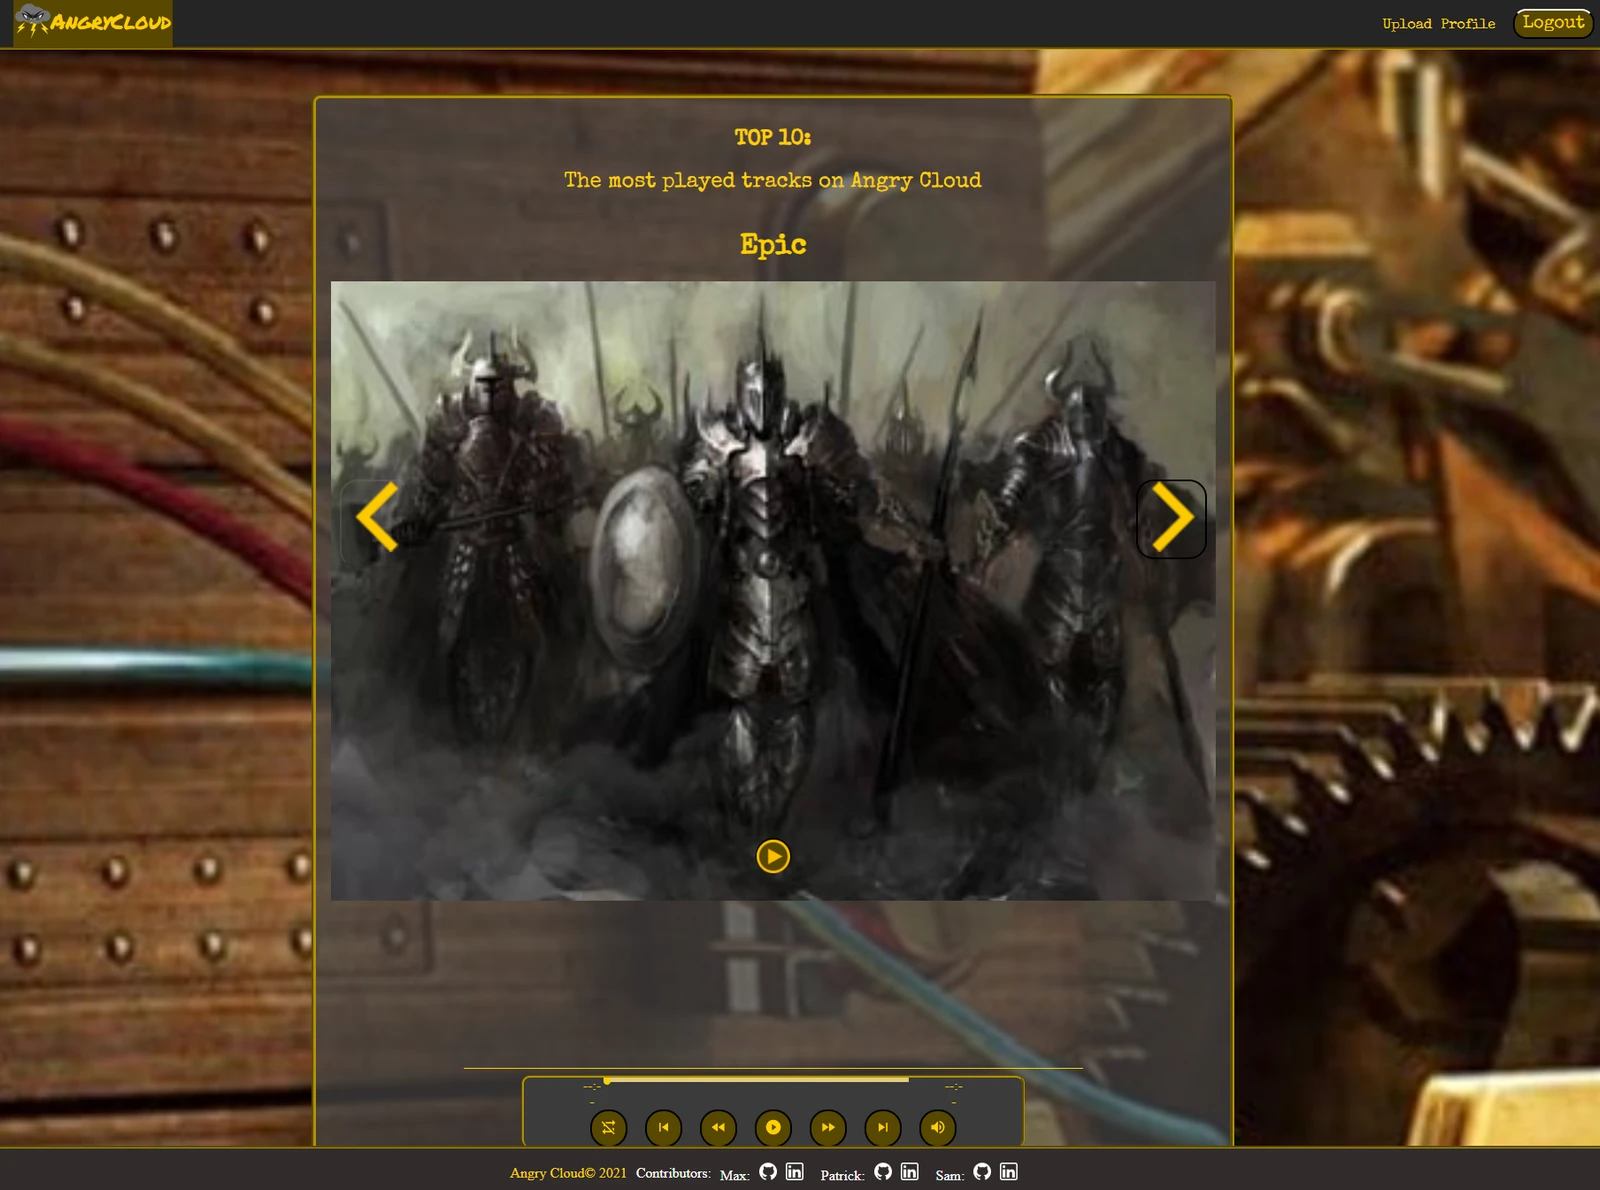 AngryCloud
Upload Profile Logout
TOP 10:
The most played tracks on Angry Cloud
Epic
--:--
--:--
Angry Cloud© 2021 Contributors: Max: Patrick: Sam: